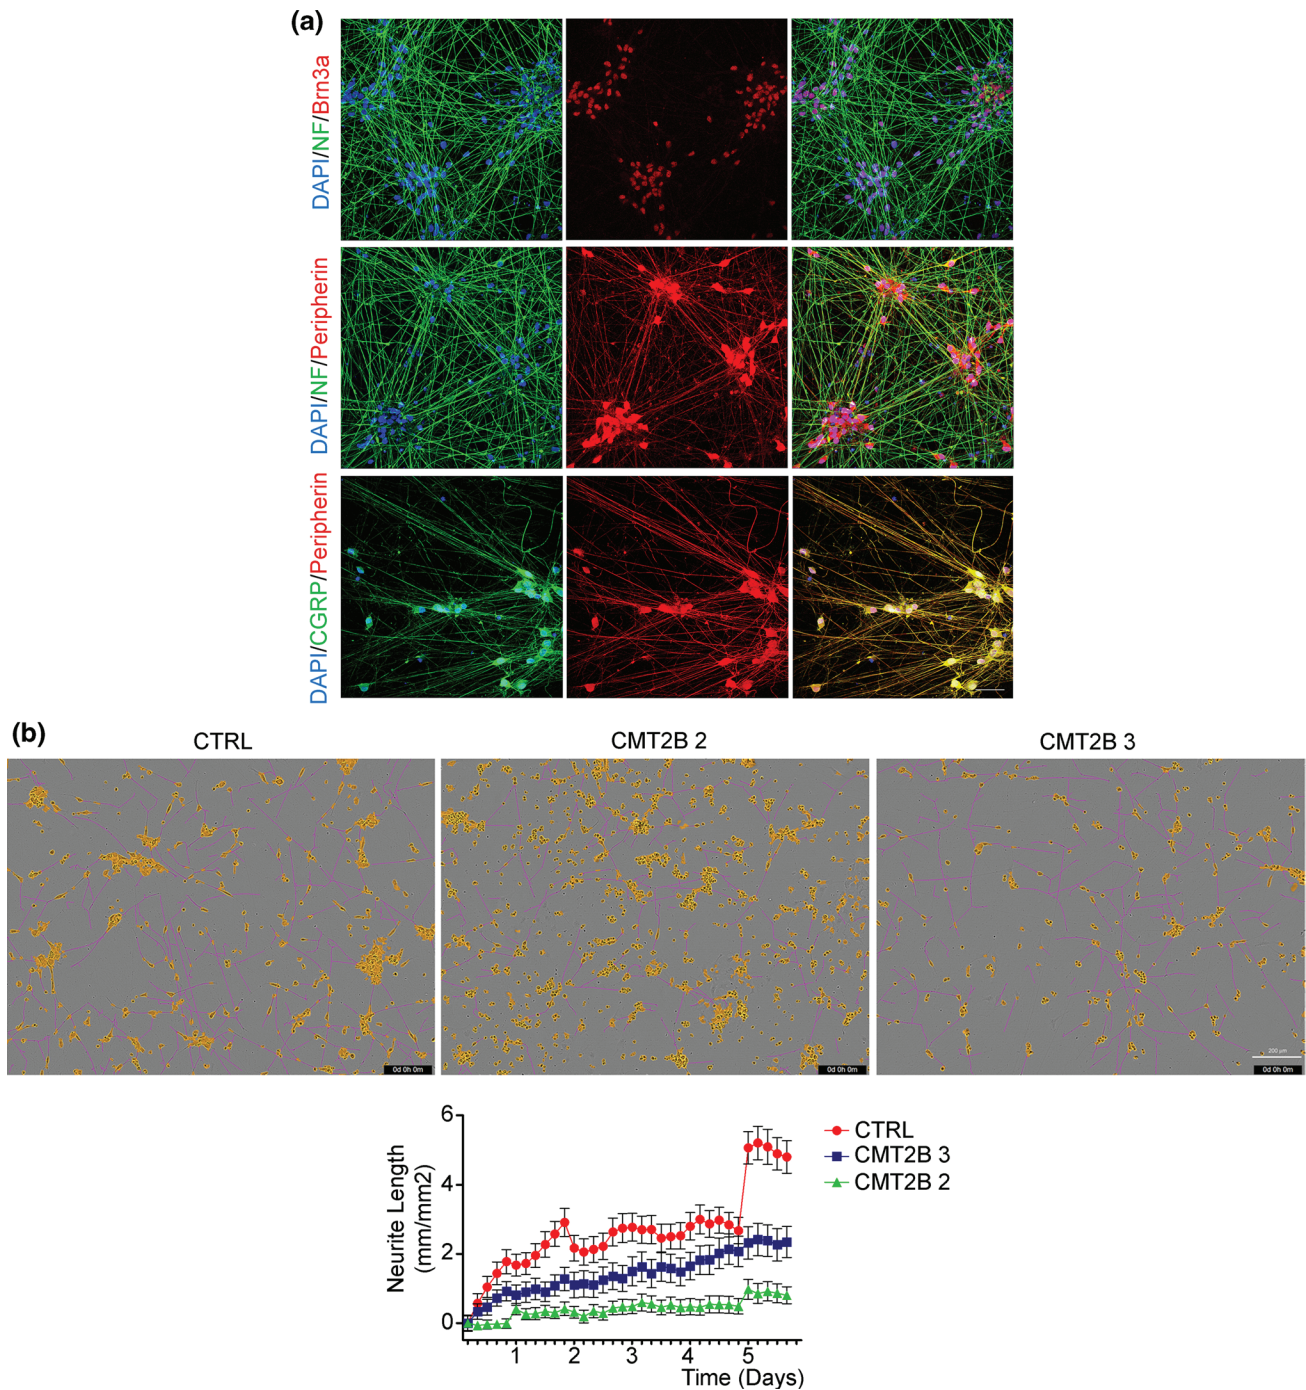 (a)
DAPI/NF/Brn3a
DAPI/NF/Peripherin
DAPI/CGRP/Peripherin
(b)
CTRL
CMT2B 2
CMT2B 3
0d 0h 0m
0d 0h 0m
200 µm
0d 0h 0m
6
4
2
0
Neurite Length
(mm/mm2)
1
2
3
4
5
Time (Days)
CTRL
CMT2B 3
CMT2B 2